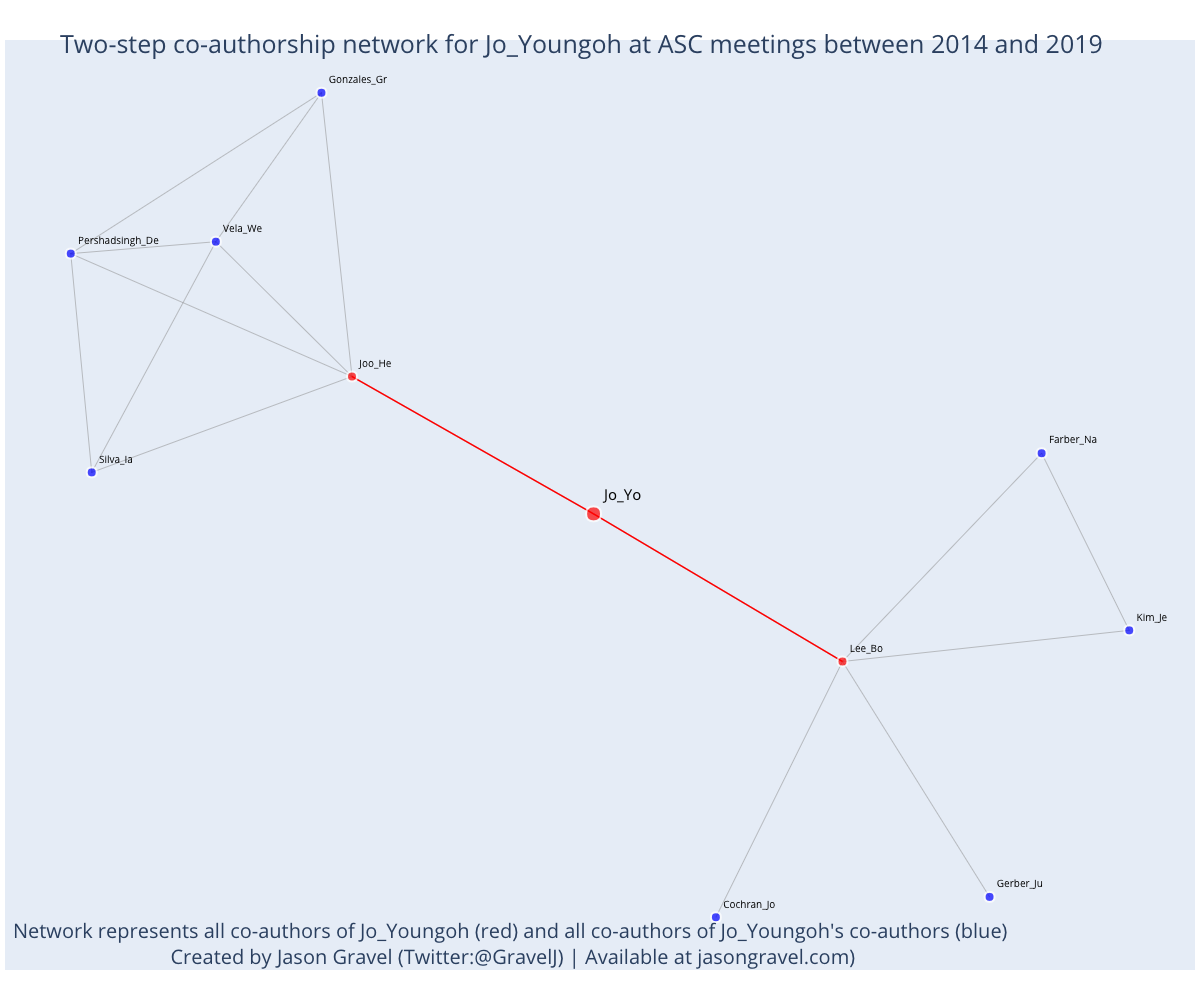 Two-step co-authorship network for Jo_Youngoh at ASC meetings between 2014 and 2019
Gonzales_Gr
Vela_We
Pershadsingh_De
Joo_He
Farber_Na
Silva_Ia
Jo_Yo
Kim_Je
Lee_Bo
Gerber_Ju
Cochran_Jo
Network represents all co-authors of Jo_Youngoh (red) and all co-authors of Jo_Youngoh's co-authors (blue)
Created by Jason Gravel (Twitter:@GravelJ) | Available at jasongravel.com)